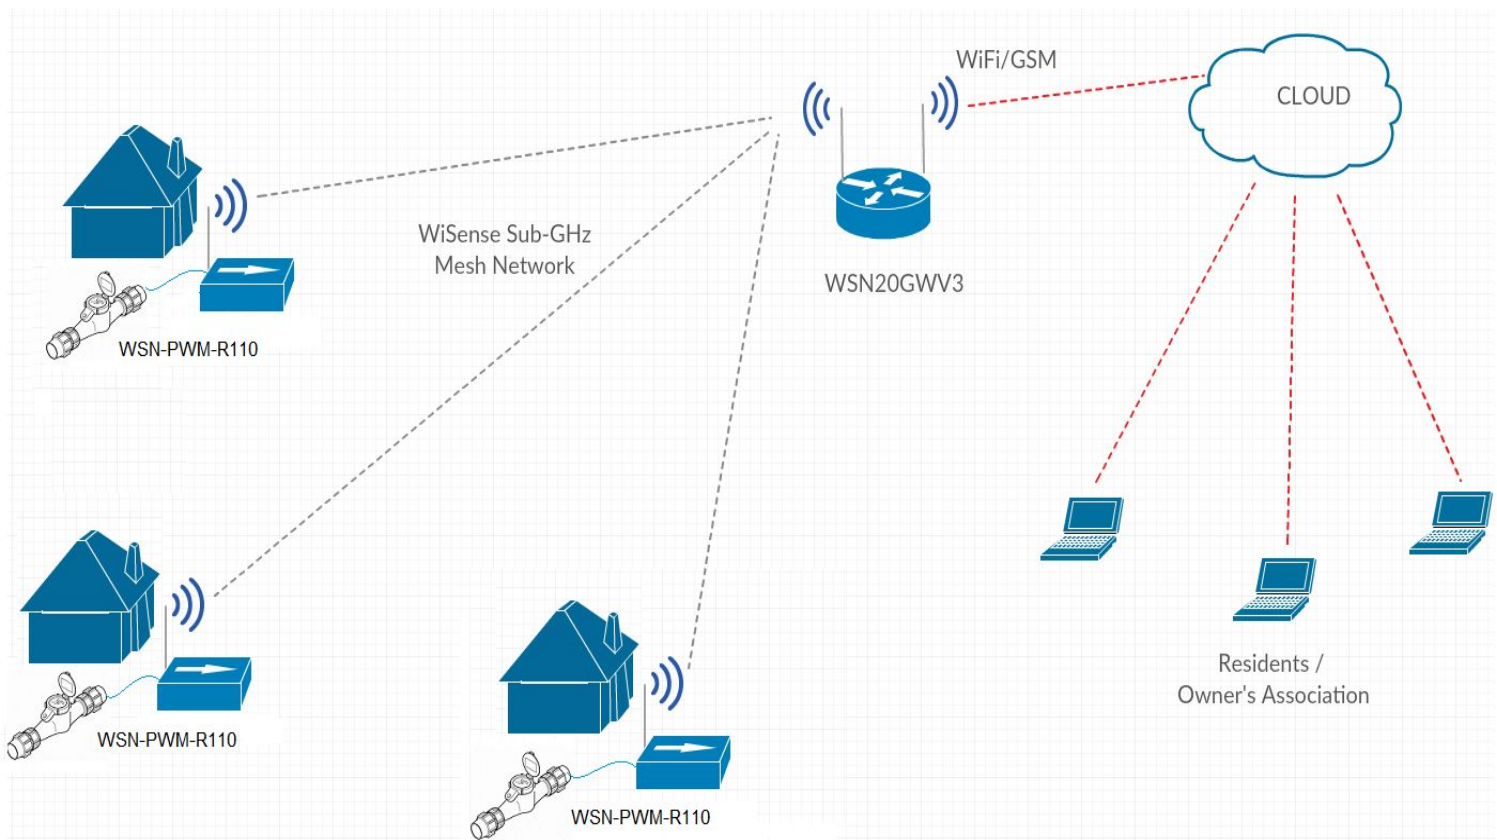 WiFi/GSM
CLOUD
WiSense Sub-GHz
Mesh Network
WSN20GWV3
WSN-PWM-R110
WSN-PWM-R110
WSN-PWM-R110
Residents /
Owner's Association